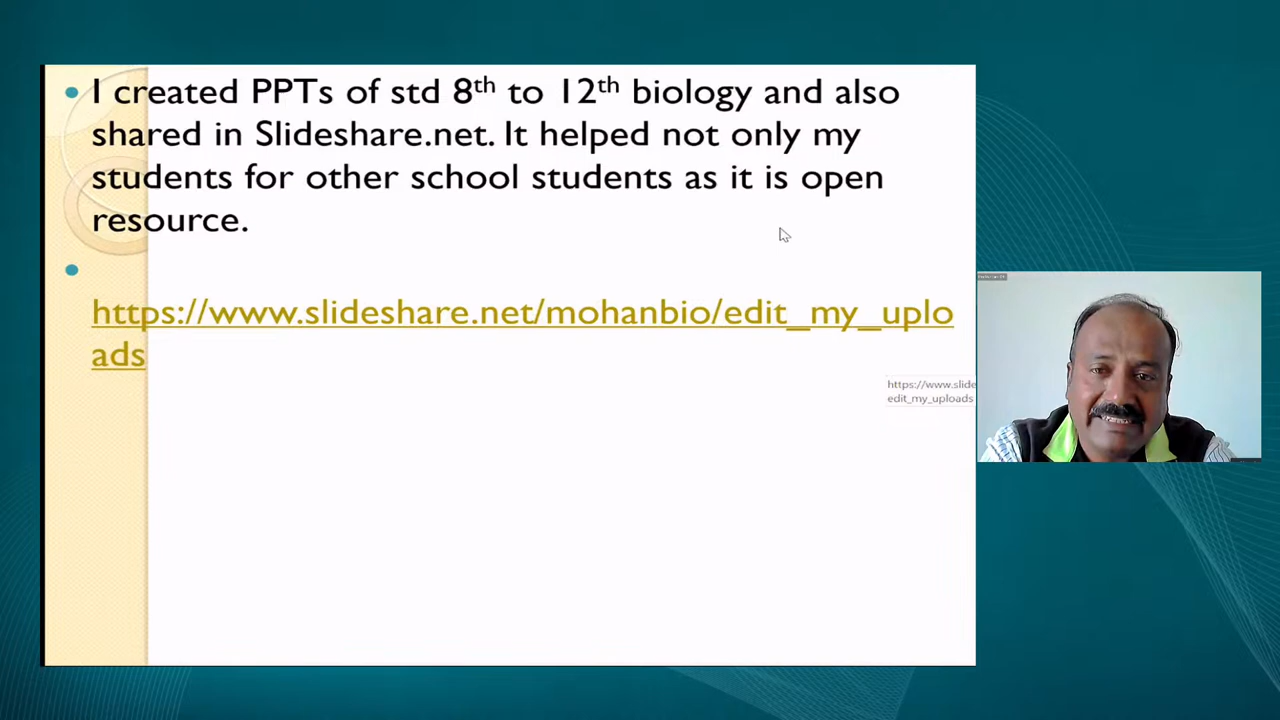 I created PPTs of std 8th to 12th biology and also
shared in Slideshare.net. It helped not only my
students for other school students as it is open
resource.
https://www.slideshare.net/mohanbio/edit_my_uplo
ads
https://www.slide
edit_my_uploads